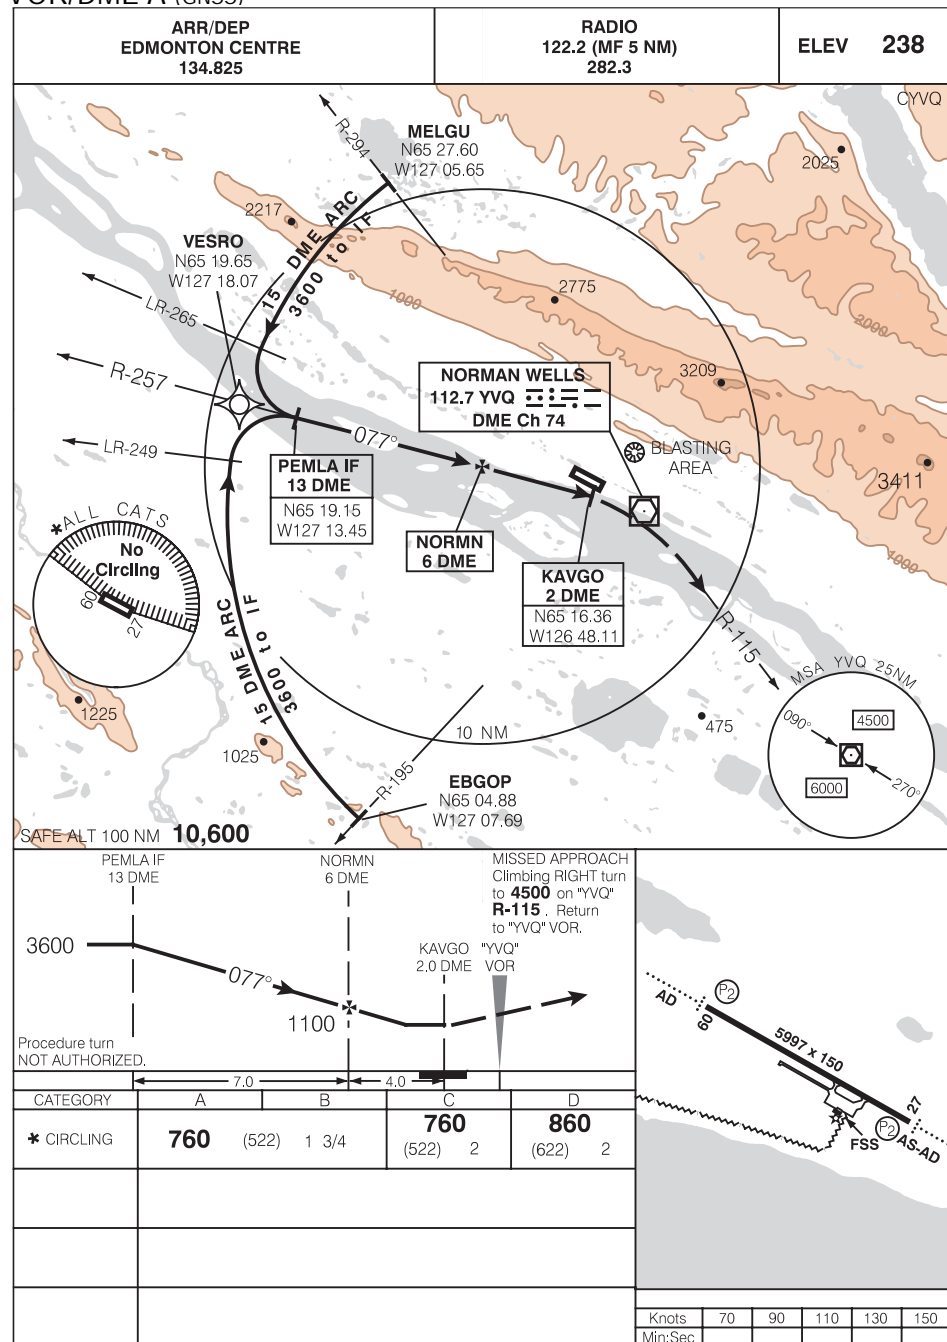 VOR/DME A (GNSS)
ARR/DEP
EDMONTON CENTRE
134.825
RADIO
122.2 (MF 5 NM)
282.3
ELEV 238
CYVQ
R-294
MELGU
N65 27.60
W127 05.65
2025
2217
15 DME ARC
3600 to IF
VESRO
N65 19.65
W127 18.07
LR-265
1000
2775
2000
R-257
3209
NORMAN WELLS
112.7 YVQ
DME Ch 74
077°
LR-249
BLASTING
AREA
3411
PEMLA IF
13 DME
N65 19.15
W127 13.45
NORMN
6 DME
KAVGO
2 DME
N65 16.36
W126 48.11
1000
*ALL CATS
No
Circling
60
27
15 DME ARC
3600 to IF
R-115
MSA YVQ 25NM
090°
4500
6000
270°
1225
1025
475
10 NM
R-195
EBGOP
N65 04.88
W127 07.69
SAFE ALT 100 NM 10,600
PEMLA IF
13 DME
NORMN
6 DME
MISSED APPROACH
Climbing RIGHT turn
to 4500 on "YVQ"
R-115 . Return
to "YVQ" VOR.
3600
077°
KAVGO
2.0 DME
"YVQ"
VOR
1100
Procedure turn
NOT AUTHORIZED.
7.0
4.0
AD
P2
60
5997 x 150
27
P2
AS-AD
FSS
CATEGORY A B C D
* CIRCLING 760 (522) 1 3/4 760 (522) 2 860 (622) 2
Knots 70 90 110 130 150
Min:Sec